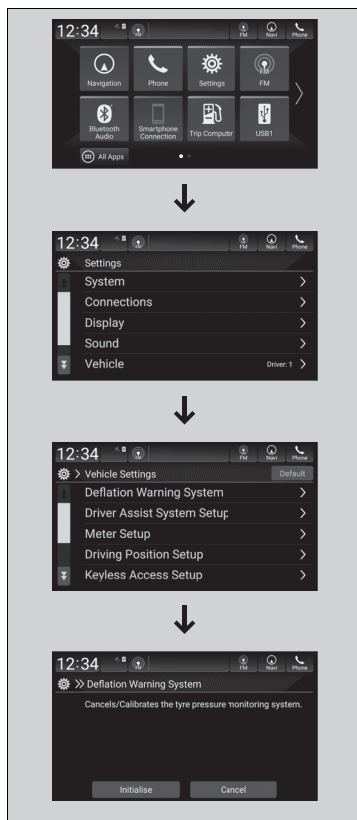 12:34
FM Navi Phone
Navigation Phone Settings FM
Bluetooth Audio Smartphone Connection Trip Computr USB1
All Apps
12:34
FM Navi Phone
Settings
System
Connections
Display
Sound
Vehicle Driver: 1
12:34
FM Navi Phone
Vehicle Settings Default
Deflation Warning System
Driver Assist System Setup
Meter Setup
Driving Position Setup
Keyless Access Setup
12:34
FM Navi Phone
Deflation Warning System
Cancels/Calibrates the tyre pressure monitoring system.
Initialise Cancel